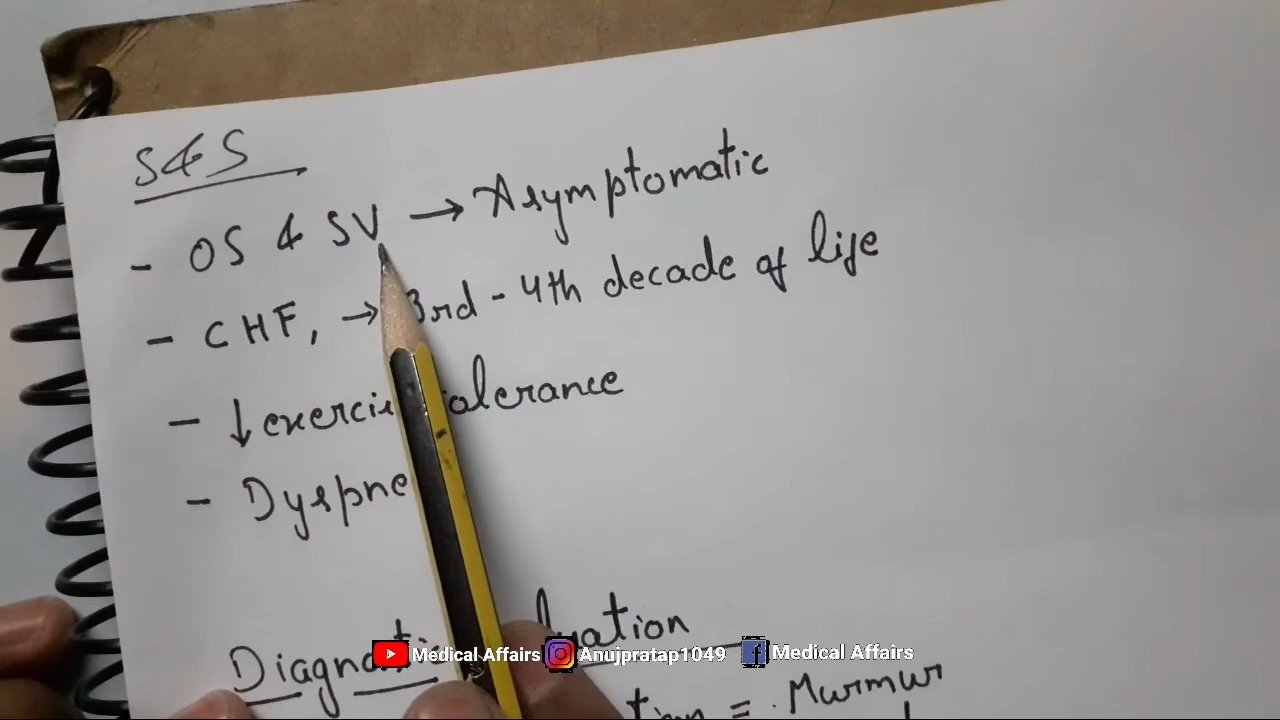 S & S
- OS & SV → Asymptomatic
- CHF, → 3rd - 4th decade of life
- ↓ exercise tolerance
- Dyspne
Diagnostic evaluation
= Murmur
Medical Affairs Anujpratap1049 Medical Affairs